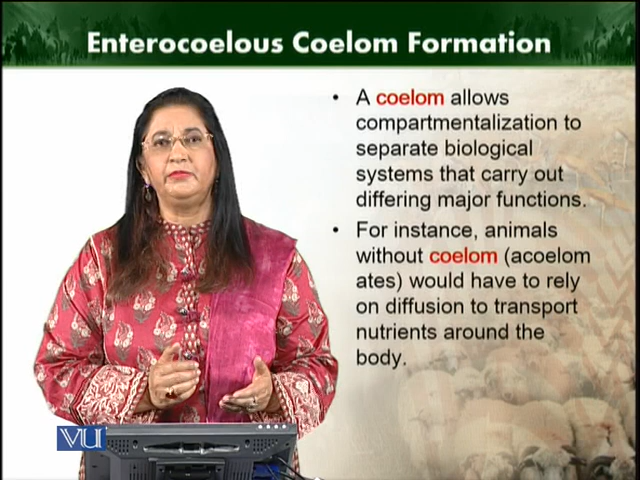 Enterocoelous Coelom Formation
• A coelom allows
compartmentalization to
separate biological
systems that carry out
differing major functions.
• For instance, animals
without coelom (acoelom
ates) would have to rely
on diffusion to transport
nutrients around the
body.
VU